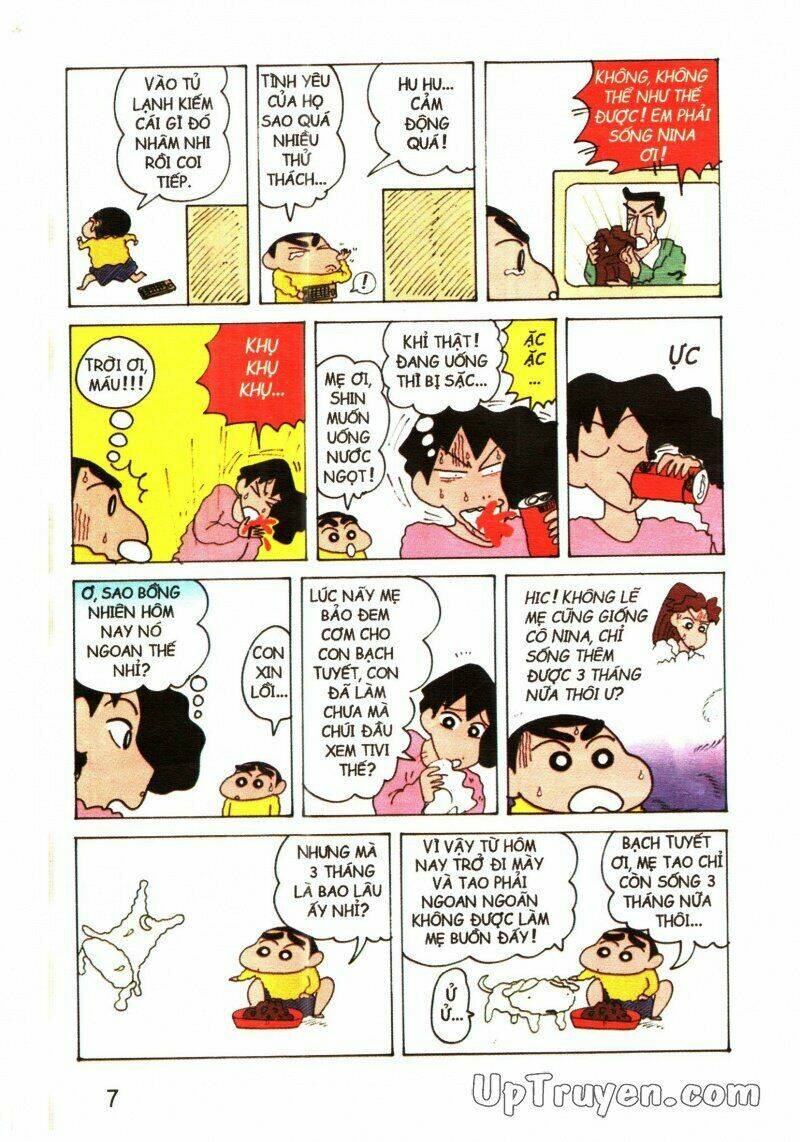 KHÔNG, KHÔNG
THỂ NHƯ THẾ
ĐƯỢC! EM PHẢI
SỐNG NINA
ƠI!
HU HU...
CẢM
ĐỘNG
QUÁ!
TÌNH YÊU
CỦA HỌ
SAO QUÁ
NHIỀU
THỬ
THÁCH...
!
VÀO TỦ
LẠNH KIẾM
CÁI GÌ ĐÓ
NHÂM NHI
RỒI COI
TIẾP.
ỰC
ẶC
ẶC
...
KHỈ THẬT!
ĐANG UỐNG
THÌ BỊ SẶC...
MẸ ƠI,
SHIN
MUỐN
UỐNG
NƯỚC
NGỌT!
KHỤ
KHỤ
KHỤ...
TRỜI ƠI,
MÁU!!!
HIC! KHÔNG LẼ
MẸ CŨNG GIỐNG
CÔ NINA, CHỈ
SỐNG THÊM
ĐƯỢC 3 THÁNG
NỮA THÔI Ư?
LÚC NÃY MẸ
BẢO ĐEM
CƠM CHO
CON BẠCH
TUYẾT, CON
ĐÃ LÀM
CHƯA MÀ
CHÚI ĐẦU
XEM TIVI
THẾ?
CON
XIN
LỖI...
Ơ, SAO BỖNG
NHIÊN HÔM
NAY NÓ
NGOAN THẾ
NHỈ?
BẠCH TUYẾT
ƠI, MẸ TAO CHỈ
CÒN SỐNG 3
THÁNG NỮA
THÔI...
VÌ VẬY TỪ HÔM
NAY TRỞ ĐI MÀY
VÀ TAO PHẢI
NGOAN NGOÃN
KHÔNG ĐƯỢC LÀM
MẸ BUỒN ĐẤY!
Ử
Ử...
NHƯNG MÀ
3 THÁNG
LÀ BAO LÂU
ẤY NHỈ?
7
UpTruyen.com